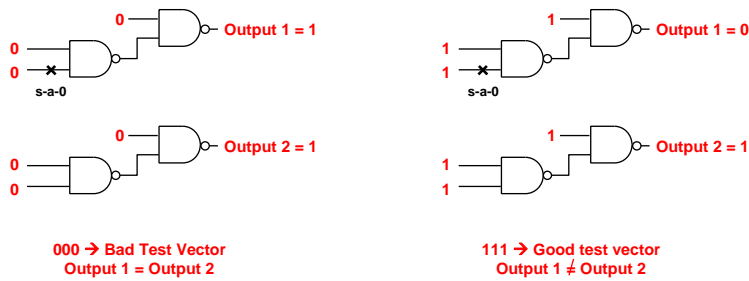 0
Output 1 = 1
0
0
s-a-0
0
Output 2 = 1
0
0
000 → Bad Test Vector
Output 1 = Output 2
1
Output 1 = 0
1
1
s-a-0
1
Output 2 = 1
1
1
111 → Good test vector
Output 1 ≠ Output 2